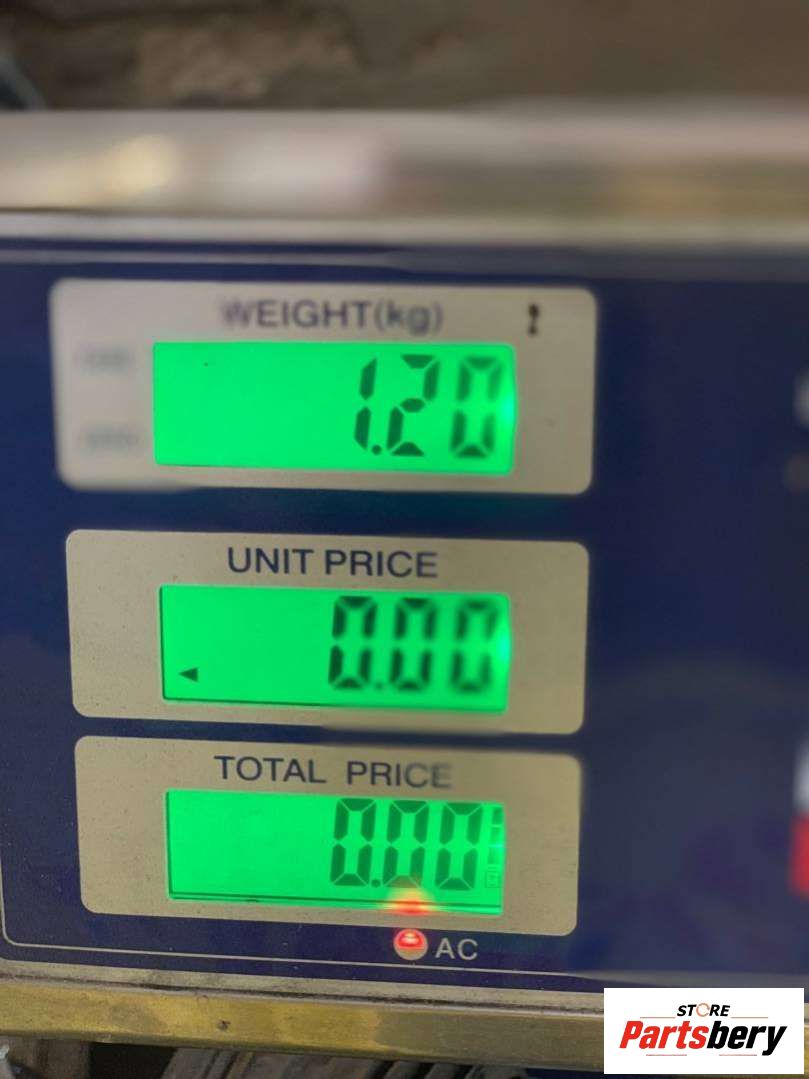 WEIGHT(kg)
1.20
UNIT PRICE
0.00
TOTAL PRICE
0.00
AC
STORE
Partsbery